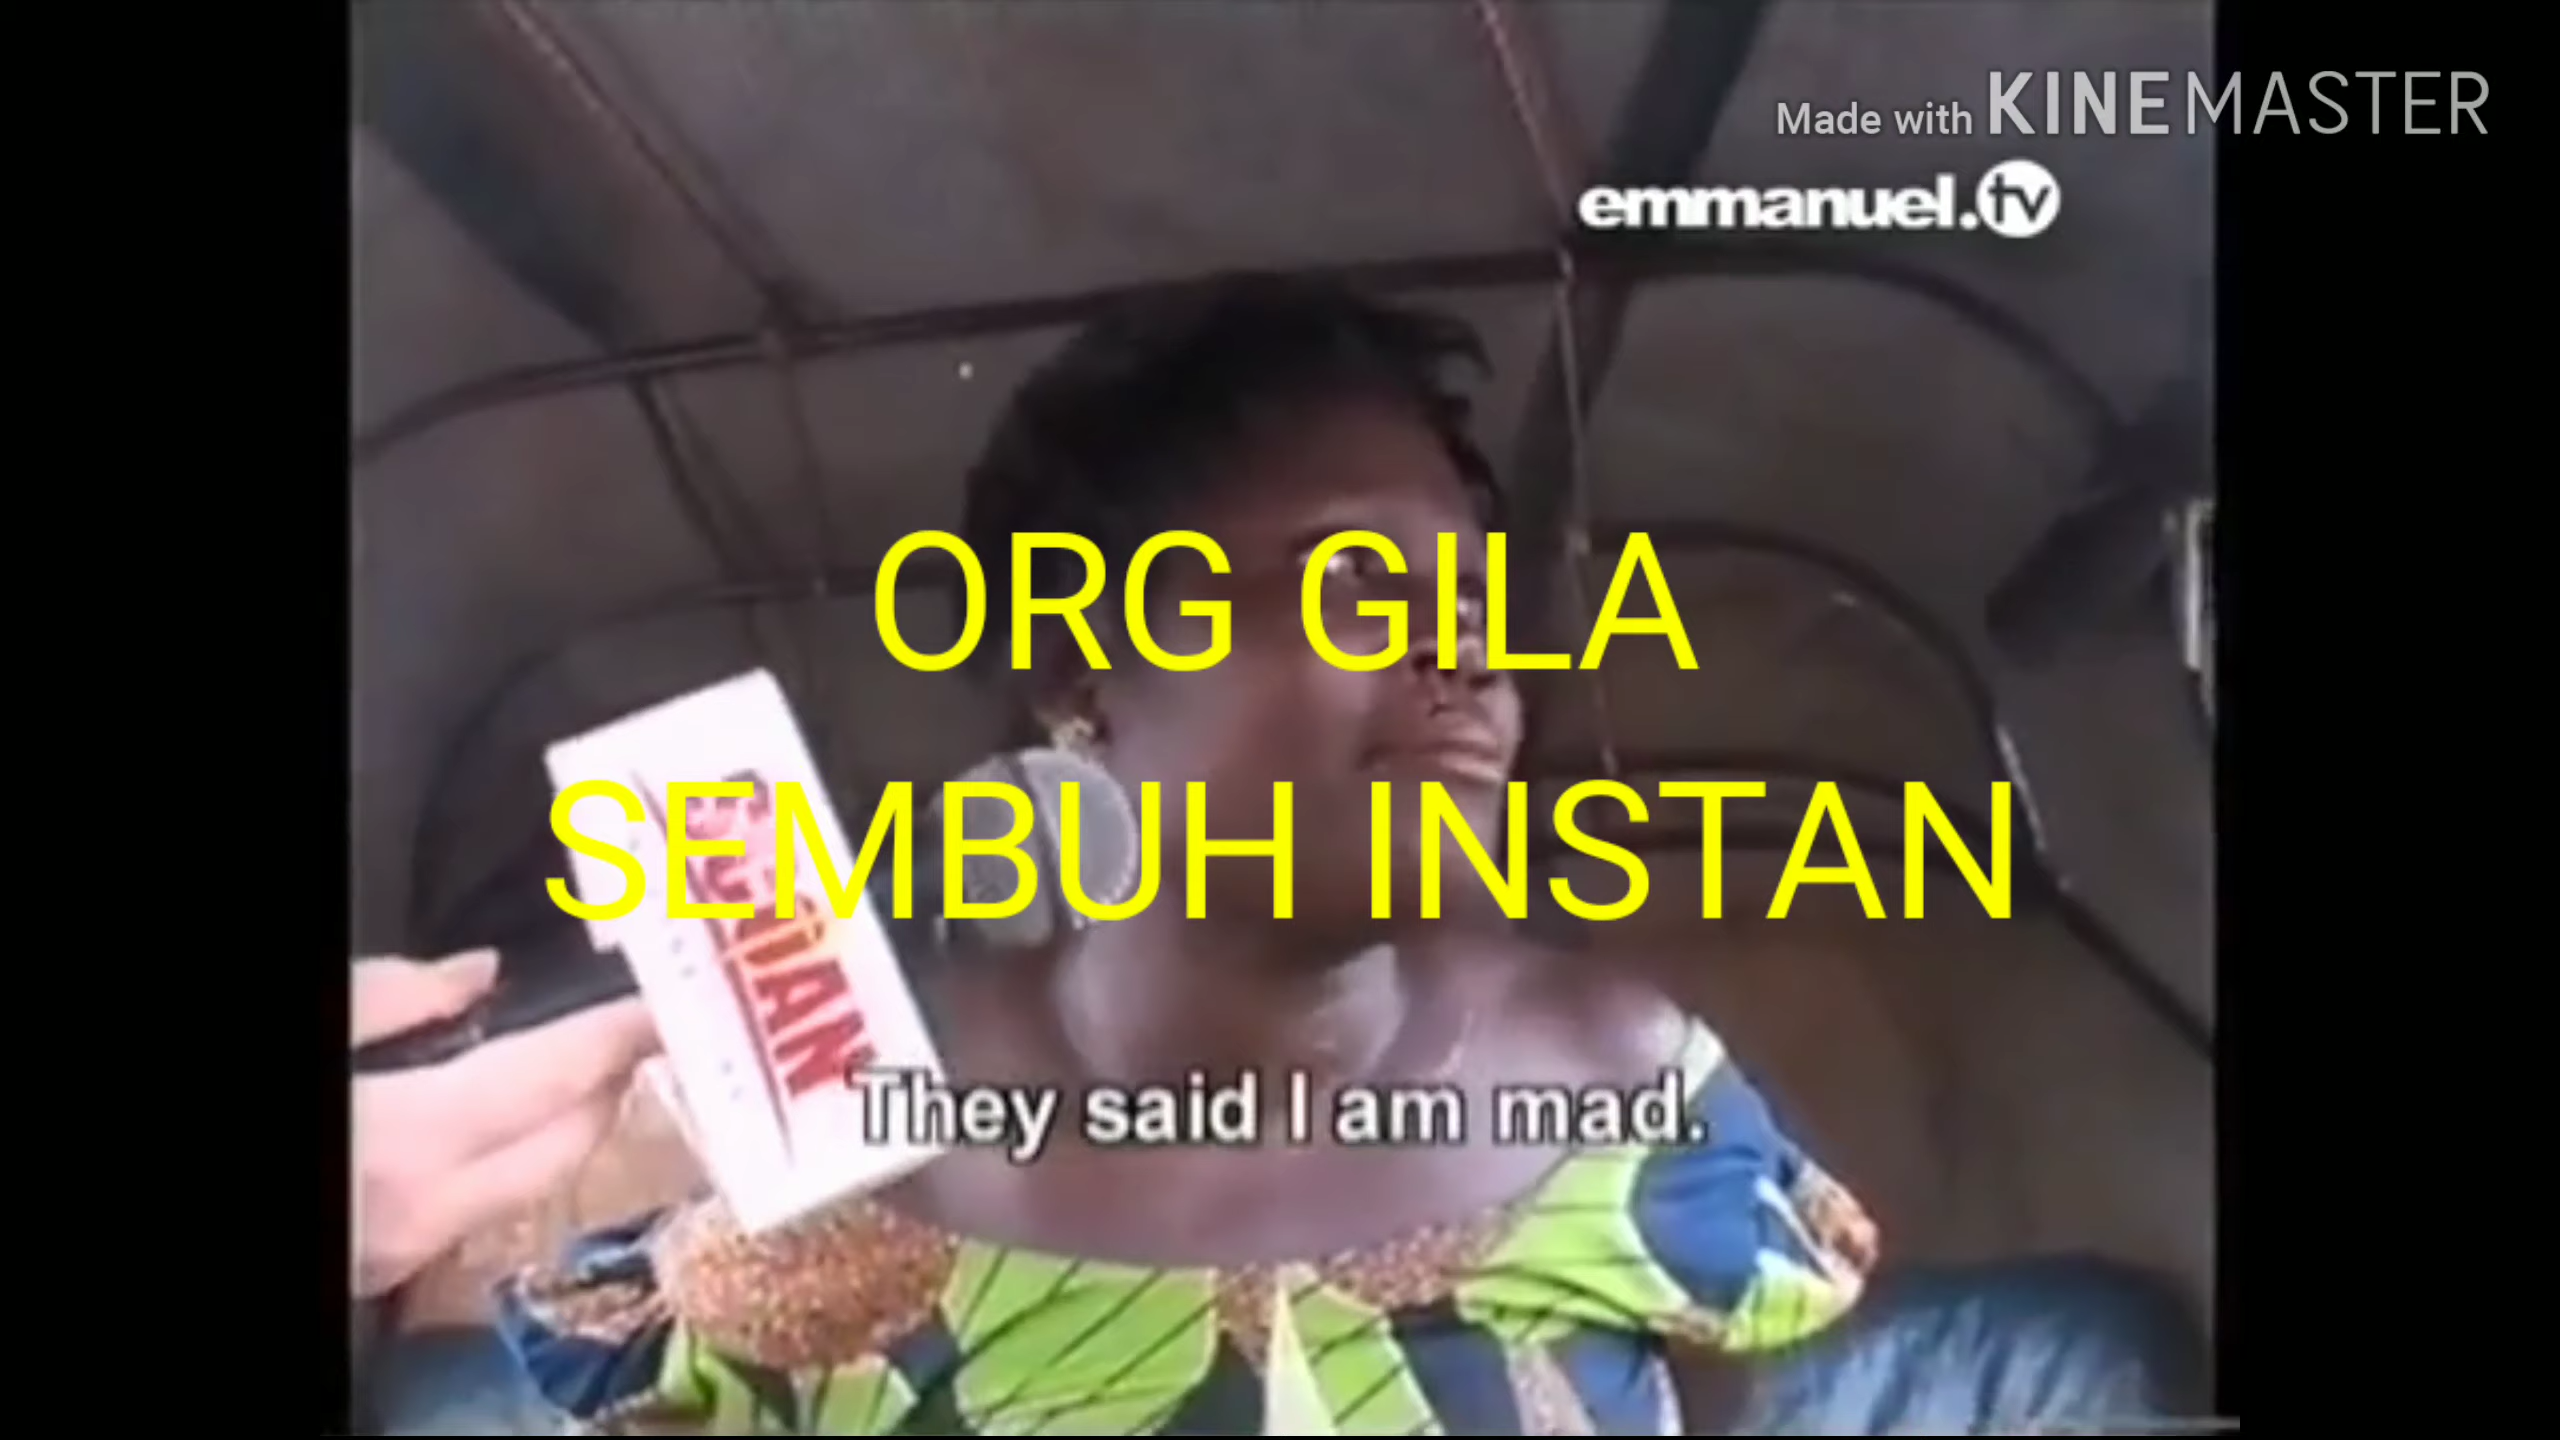 Made with KINEMASTER
emmanuel.tv
ORG GILA
SEMBUH INSTAN
They said I am mad.